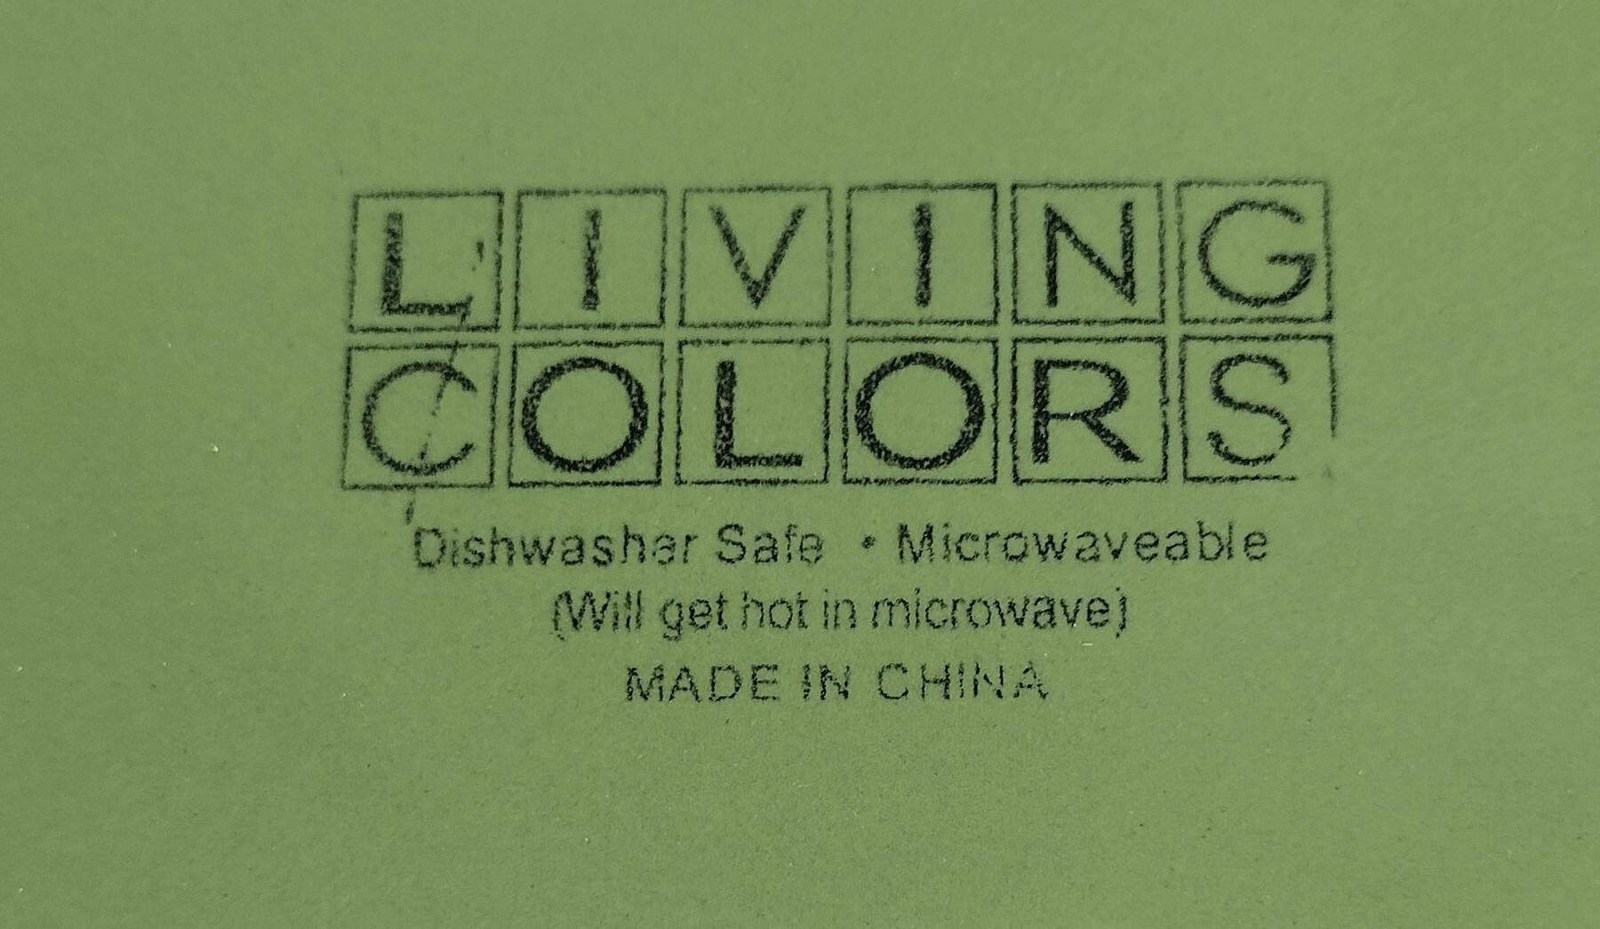 LIVING
COLORS
Dishwasher Safe • Microwaveable
(Will get hot in microwave)
MADE IN CHINA